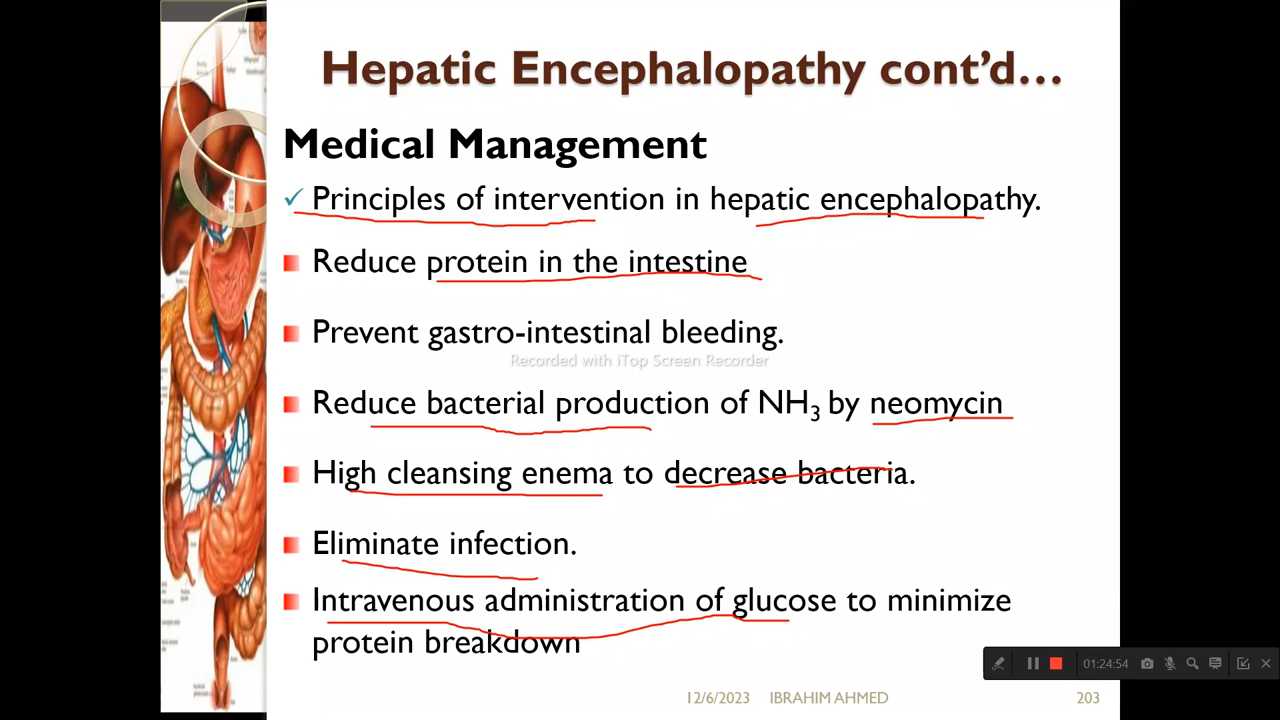 Hepatic Encephalopathy cont’d…
Medical Management
✓ Principles of intervention in hepatic encephalopathy.
Reduce protein in the intestine
Prevent gastro-intestinal bleeding.
Recorded with iTop Screen Recorder
Reduce bacterial production of NH₃ by neomycin
High cleansing enema to decrease bacteria.
Eliminate infection.
Intravenous administration of glucose to minimize
protein breakdown
01:24:54
12/6/2023 IBRAHIM AHMED 203